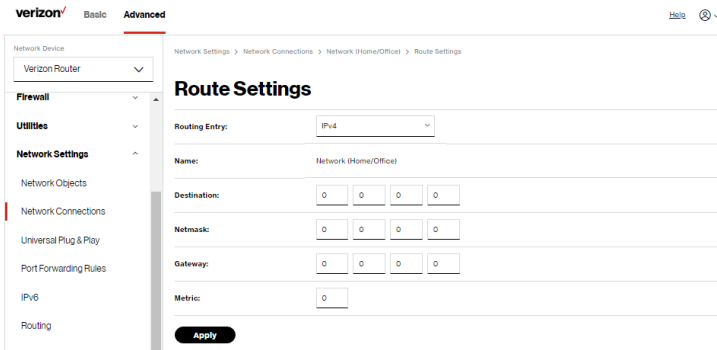 verizon Basic Advanced Help
Network Device
Verizon Router
Firewall
Utilities
Network Settings
Network Objects
Network Connections
Universal Plug & Play
Port Forwarding Rules
IPv6
Routing
Network Settings > Network Connections > Network (Home/Office) > Route Settings
Route Settings
Routing Entry: IPv4
Name: Network (Home/Office)
Destination: 0 0 0 0
Netmask: 0 0 0 0
Gateway: 0 0 0 0
Metric: 0
Apply